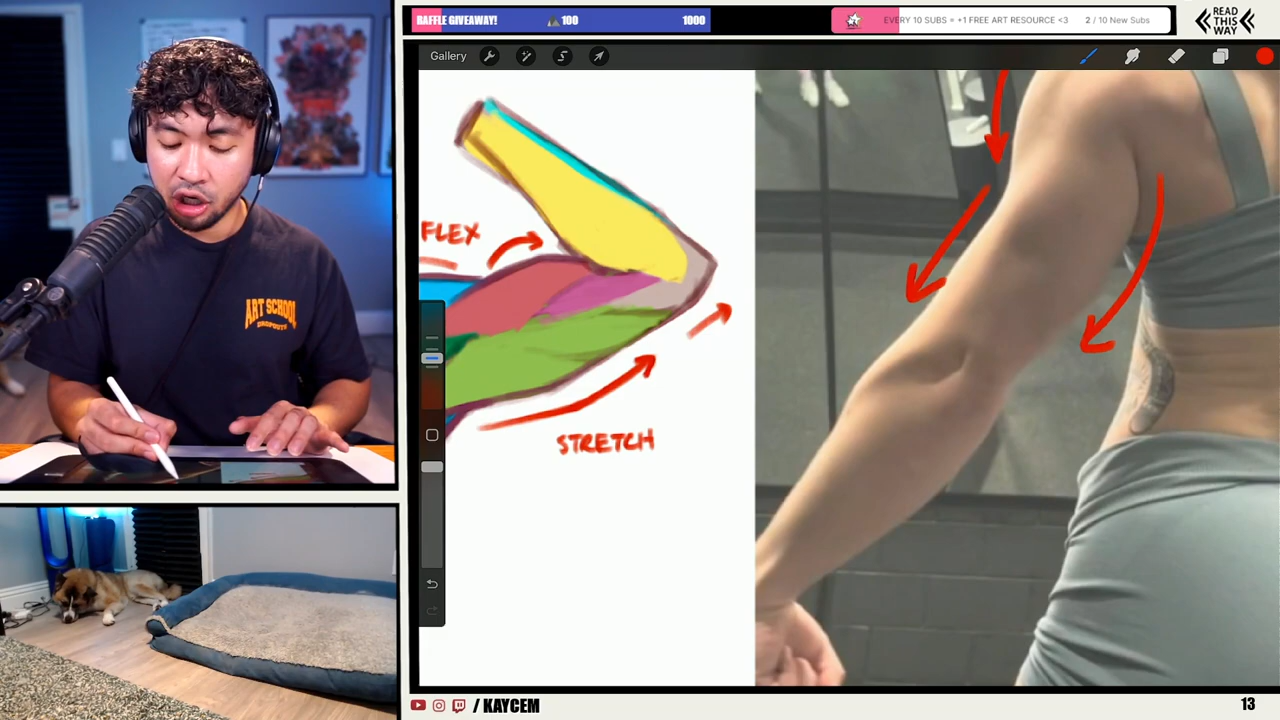 RAFFLE GIVEAWAY!
100
1000
EVERY 10 SUBS = +1 FREE ART RESOURCE <3
2 / 10 New Subs
READ
THIS
WAY
Gallery
FLEX
STRETCH
ART SCHOOL
DROPOUTS
/ KAYCEM
13